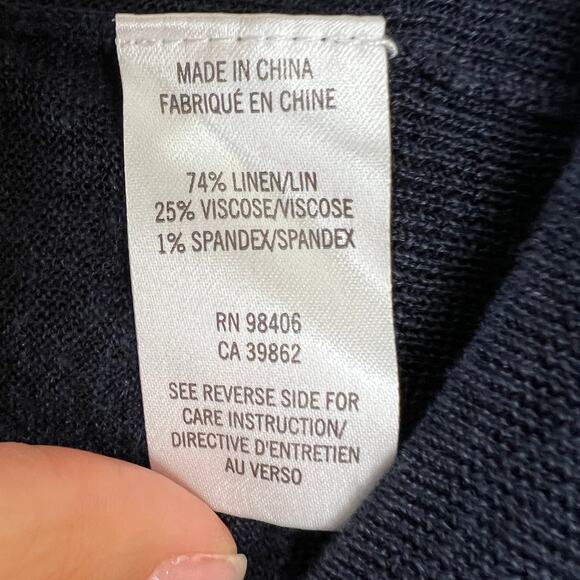 MADE IN CHINA
FABRIQUÉ EN CHINE
74% LINEN/LIN
25% VISCOSE/VISCOSE
1% SPANDEX/SPANDEX
RN 98406
CA 39862
SEE REVERSE SIDE FOR
CARE INSTRUCTION/
DIRECTIVE D'ENTRETIEN
AU VERSO